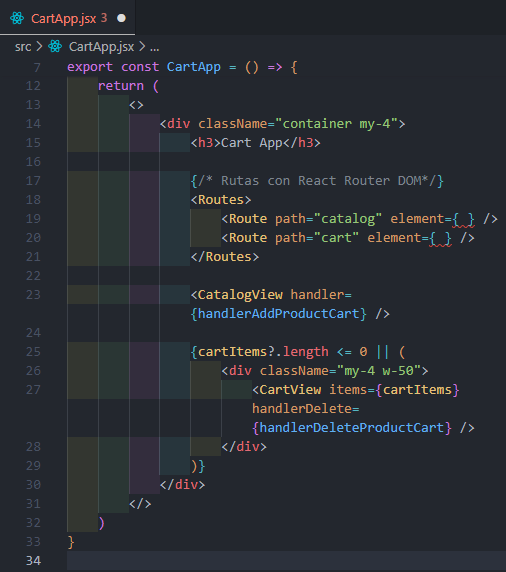 CartApp.jsx 3
src > CartApp.jsx > ...
7 export const CartApp = () => {
12 return (
13 <>
14 <div className="container my-4">
15 <h3>Cart App</h3>
16
17 {/* Rutas con React Router DOM*/}
18 <Routes>
19 <Route path="catalog" element={ } />
20 <Route path="cart" element={ } />
21 </Routes>
22
23 <CatalogView handler=
{handlerAddProductCart} />
24
25 {cartItems?.length <= 0 || (
26 <div className="my-4 w-50">
27 <CartView items={cartItems}
handlerDelete=
{handlerDeleteProductCart} />
28 </div>
29 )}
30 </div>
31 </>
32 )
33 }
34